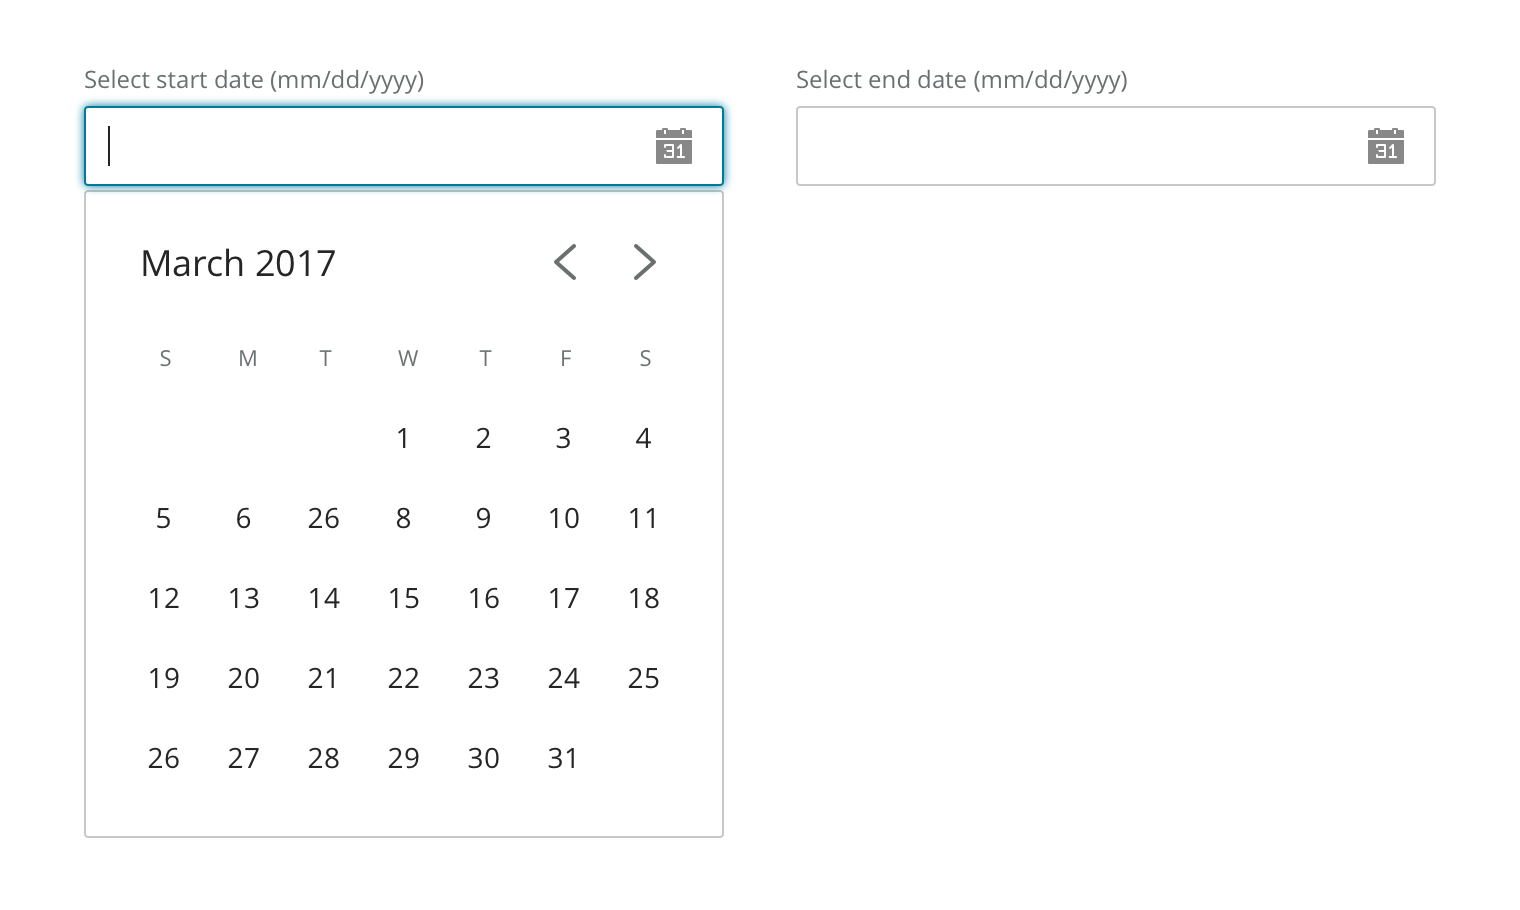 Select start date (mm/dd/yyyy)
Select end date (mm/dd/yyyy)
31
31
March 2017
S M T W T F S
1 2 3 4
5 6 26 8 9 10 11
12 13 14 15 16 17 18
19 20 21 22 23 24 25
26 27 28 29 30 31